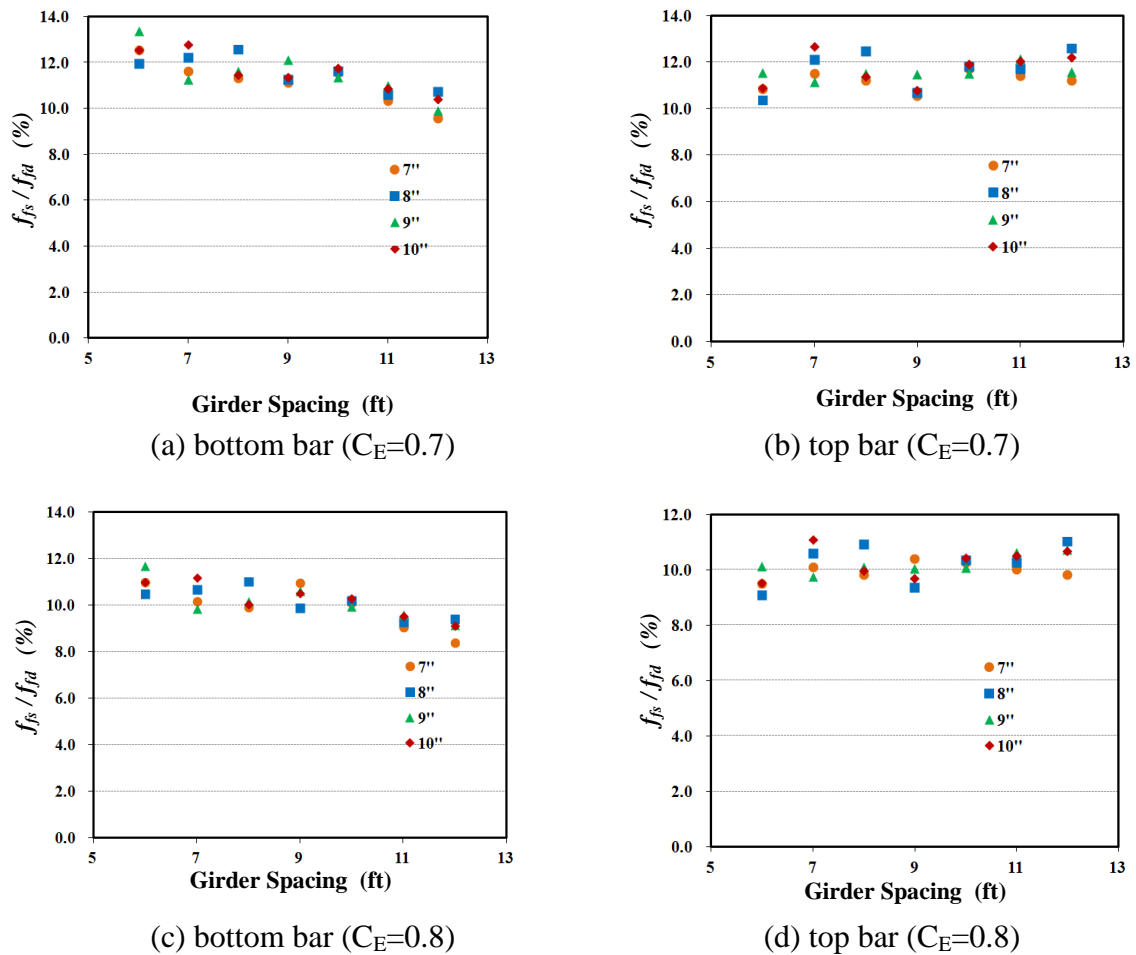 14.0
12.0
10.0
8.0
6.0
4.0
2.0
0.0
f_fs / f_fd (%)
7"
8"
9"
10"
5 7 9 11 13
Girder Spacing (ft)
(a) bottom bar (C_E=0.7)
14.0
12.0
10.0
8.0
6.0
4.0
2.0
0.0
f_fs / f_fd (%)
7"
8"
9"
10"
5 7 9 11 13
Girder Spacing (ft)
(b) top bar (C_E=0.7)
14.0
12.0
10.0
8.0
6.0
4.0
2.0
0.0
f_fs / f_fd (%)
7"
8"
9"
10"
5 7 9 11 13
Girder Spacing (ft)
(c) bottom bar (C_E=0.8)
12.0
10.0
8.0
6.0
4.0
2.0
0.0
f_fs / f_fd (%)
7"
8"
9"
10"
5 7 9 11 13
Girder Spacing (ft)
(d) top bar (C_E=0.8)